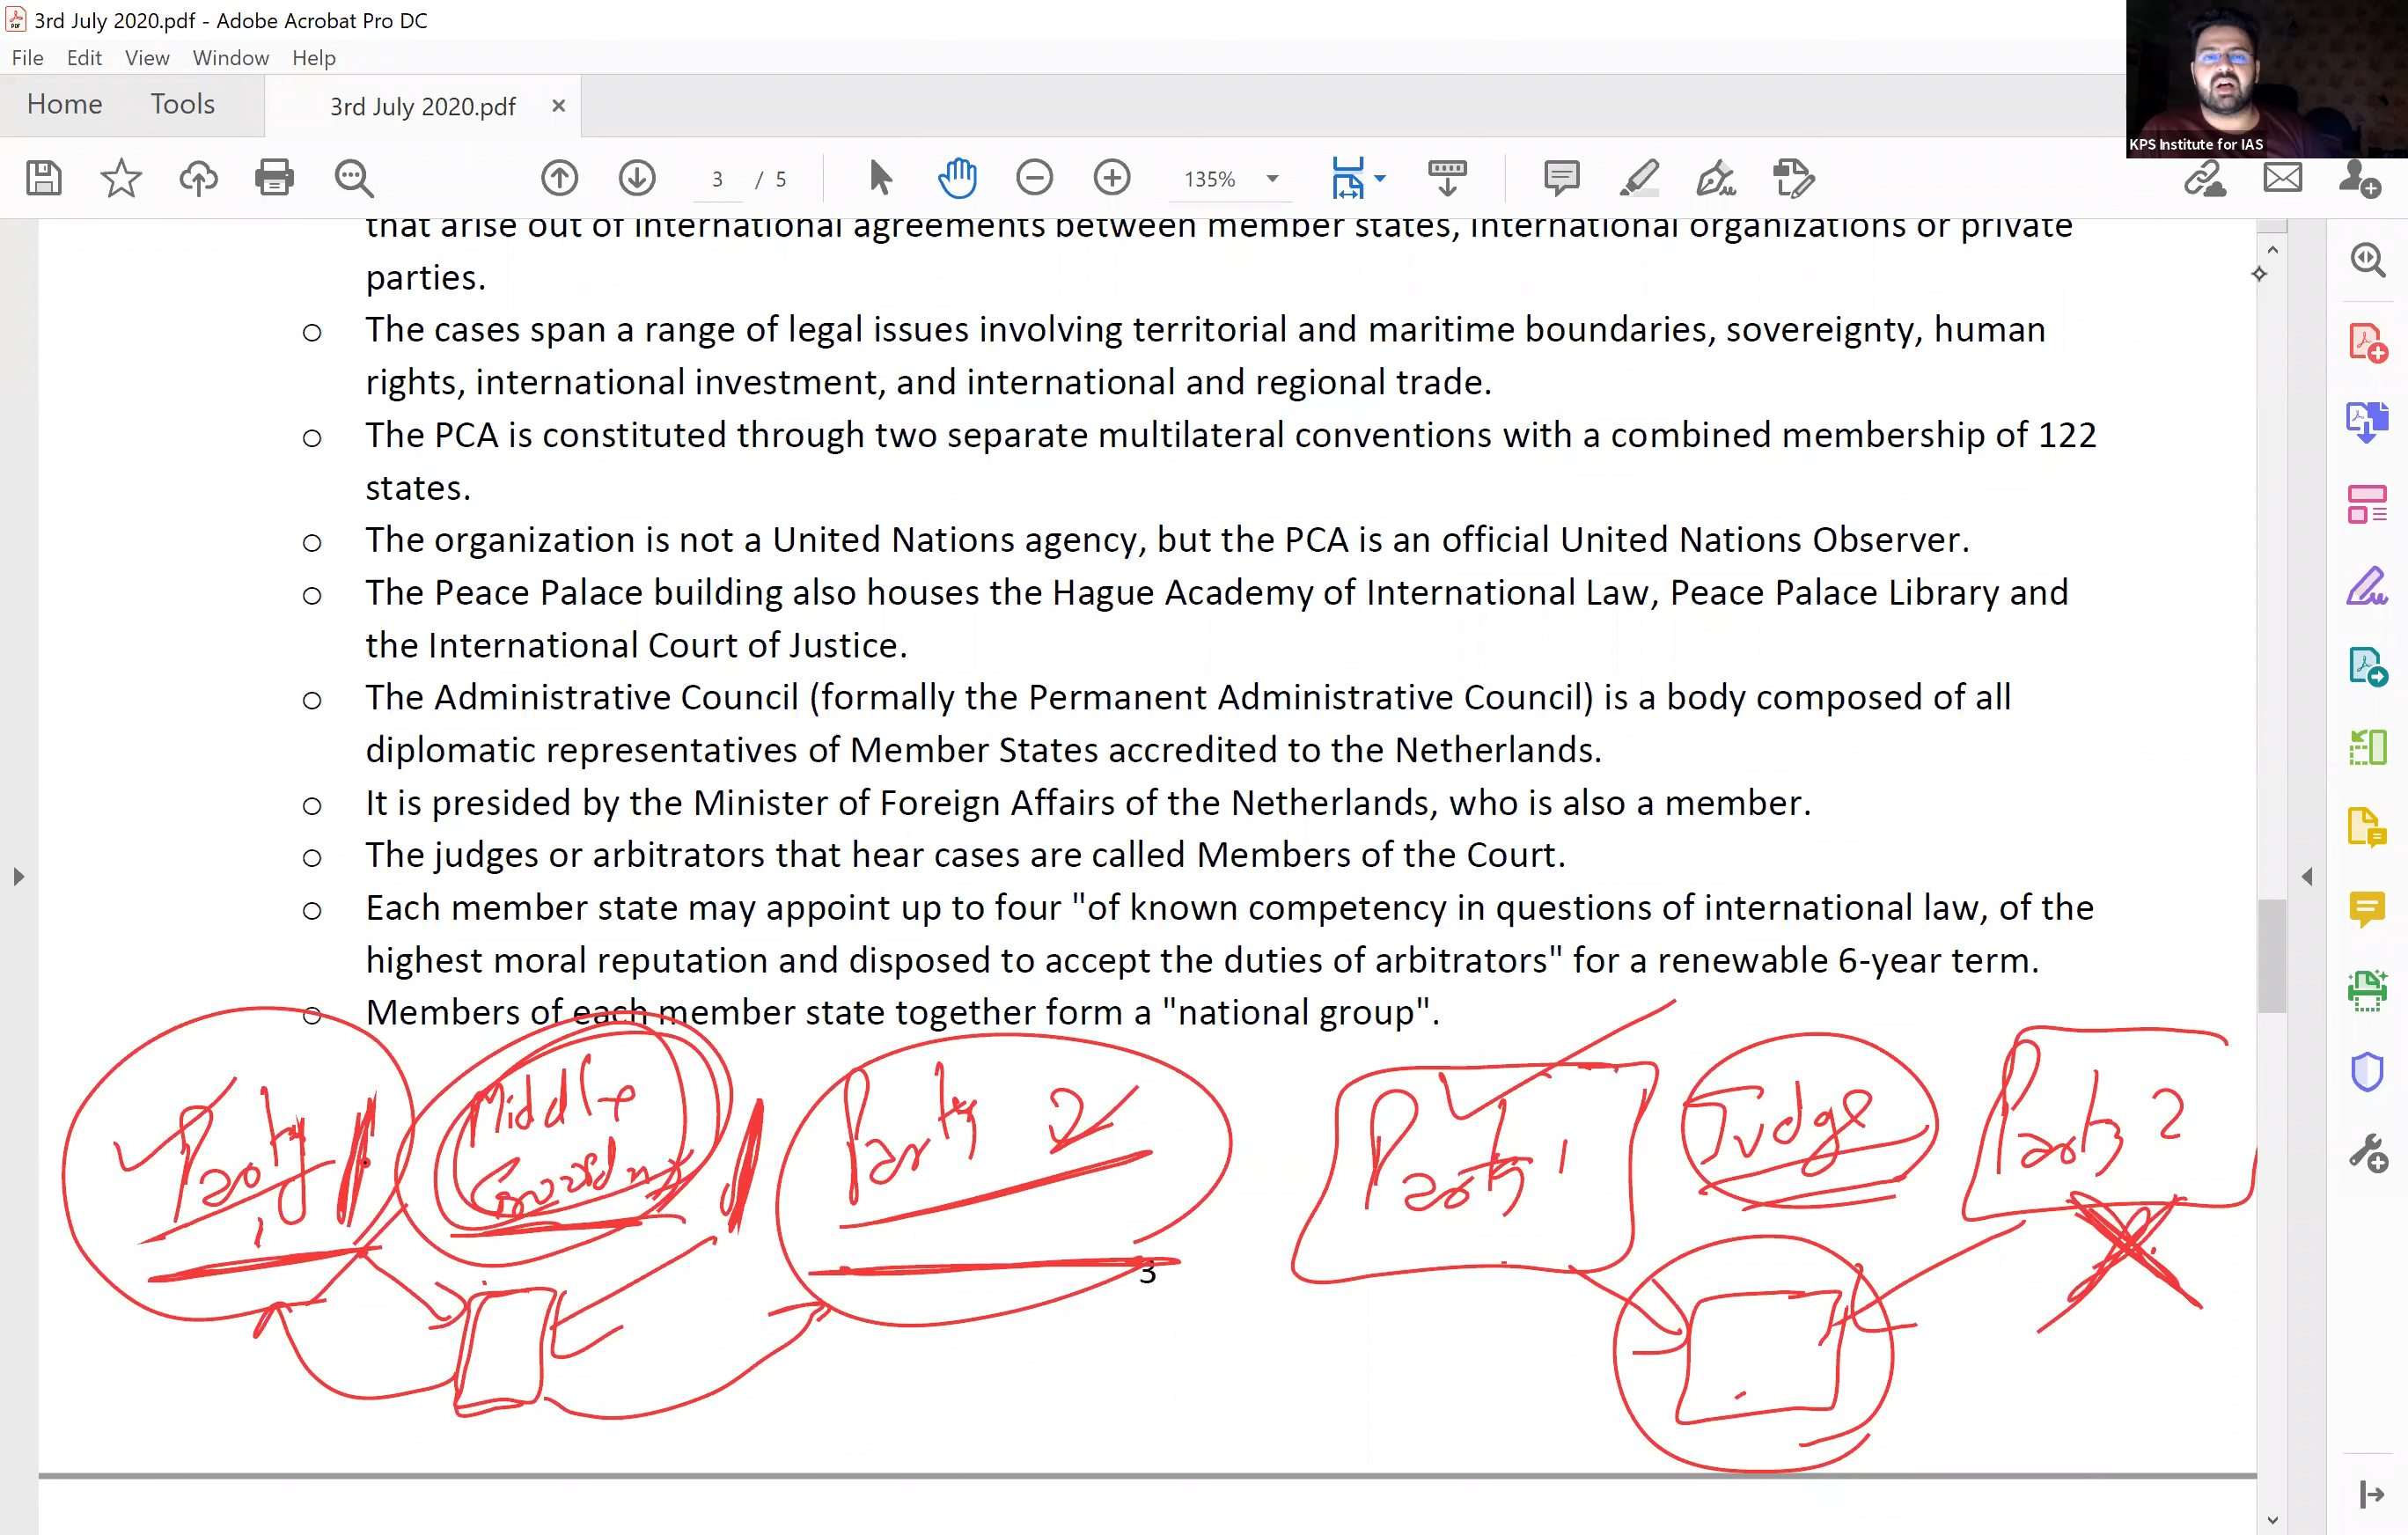 3rd July 2020.pdf - Adobe Acrobat Pro DC
File Edit View Window Help
Home Tools 3rd July 2020.pdf ×
KPS Institute for IAS
3 / 5 135%
that arise out of international agreements between member states, international organizations or private
parties.
o The cases span a range of legal issues involving territorial and maritime boundaries, sovereignty, human
rights, international investment, and international and regional trade.
o The PCA is constituted through two separate multilateral conventions with a combined membership of 122
states.
o The organization is not a United Nations agency, but the PCA is an official United Nations Observer.
o The Peace Palace building also houses the Hague Academy of International Law, Peace Palace Library and
the International Court of Justice.
o The Administrative Council (formally the Permanent Administrative Council) is a body composed of all
diplomatic representatives of Member States accredited to the Netherlands.
o It is presided by the Minister of Foreign Affairs of the Netherlands, who is also a member.
o The judges or arbitrators that hear cases are called Members of the Court.
o Each member state may appoint up to four "of known competency in questions of international law, of the
highest moral reputation and disposed to accept the duties of arbitrators" for a renewable 6-year term.
o Members of each member state together form a "national group".
Party 1 Middle Party 2 Party 1 Judge Party 2
3